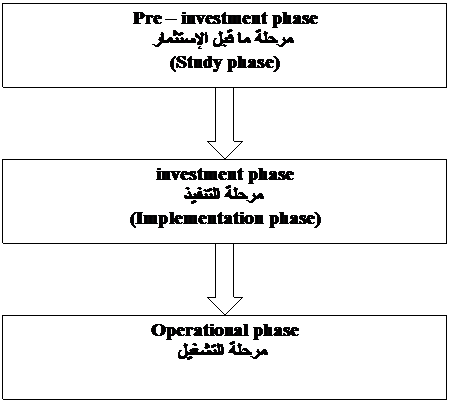 Pre – investment phase
مرحلة ما قبل الإستثمار
(Study phase)
investment phase
مرحلة التنفيذ
(Implementation phase)
Operational phase
مرحلة التشغيل